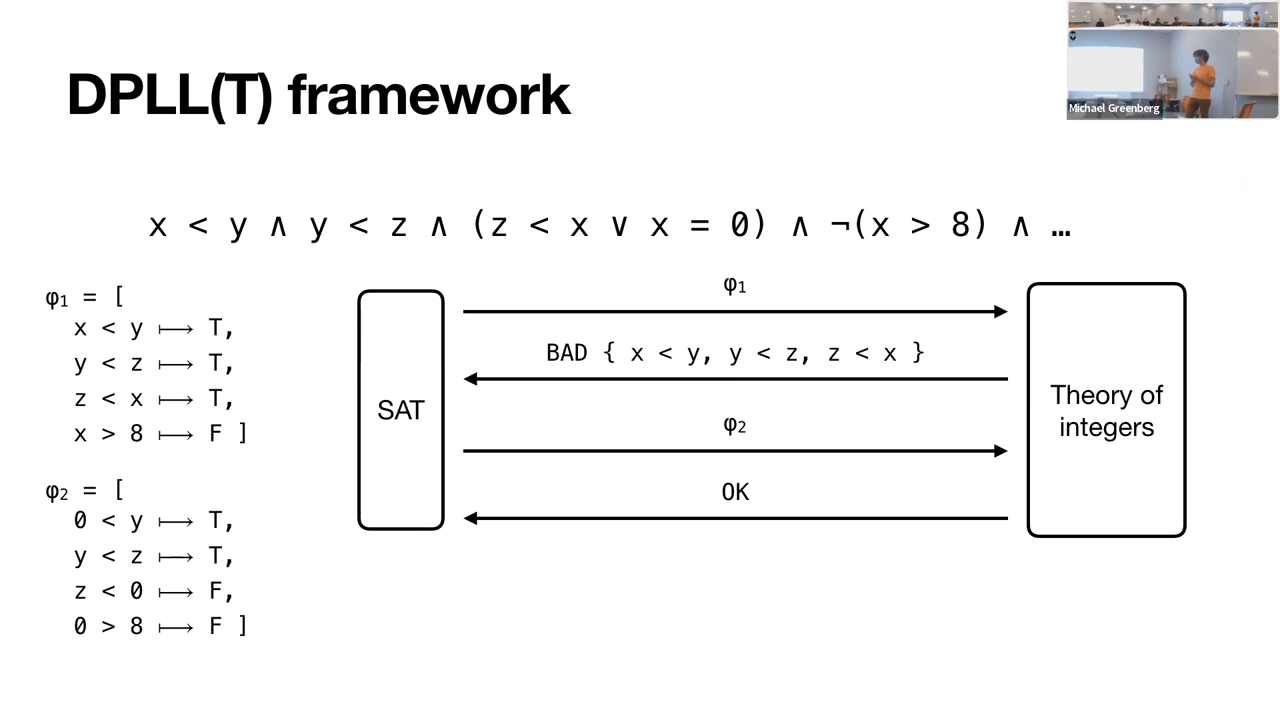 DPLL(T) framework
Michael Greenberg
x < y ∧ y < z ∧ (z < x ∨ x = 0) ∧ ¬(x > 8) ∧ …
φ₁ = [
x < y ⟼ T,
y < z ⟼ T,
z < x ⟼ T,
x > 8 ⟼ F ]
φ₂ = [
0 < y ⟼ T,
y < z ⟼ T,
z < 0 ⟼ F,
0 > 8 ⟼ F ]
SAT
φ₁
BAD { x < y, y < z, z < x }
φ₂
OK
Theory of
integers